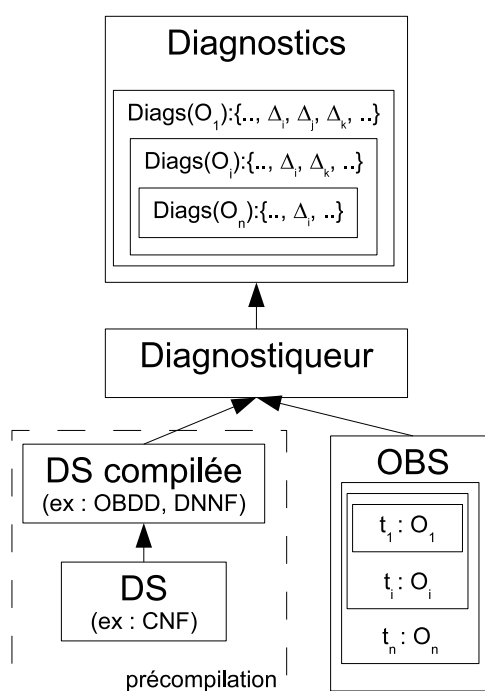 Diagnostics
Diags(O₁):{.., Δᵢ, Δⱼ, Δₖ, ..}
Diags(Oᵢ):{.., Δᵢ, Δₖ, ..}
Diags(Oₙ):{.., Δᵢ, ..}
Diagnostiqueur
DS compilée
(ex : OBDD, DNNF)
DS
(ex : CNF)
précompilation
OBS
t₁ : O₁
tᵢ : Oᵢ
tₙ : Oₙ